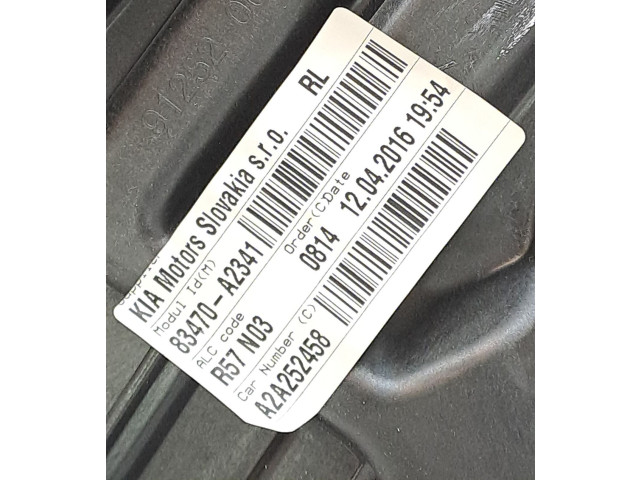 KIA Motors Slovakia s.r.o. RL
Modul Id(M)
83470-A2341
ALC code Order(C)Date
R57 N03 0814 12.04.2016 19:54
Car Number (C)
A2A252458
91252